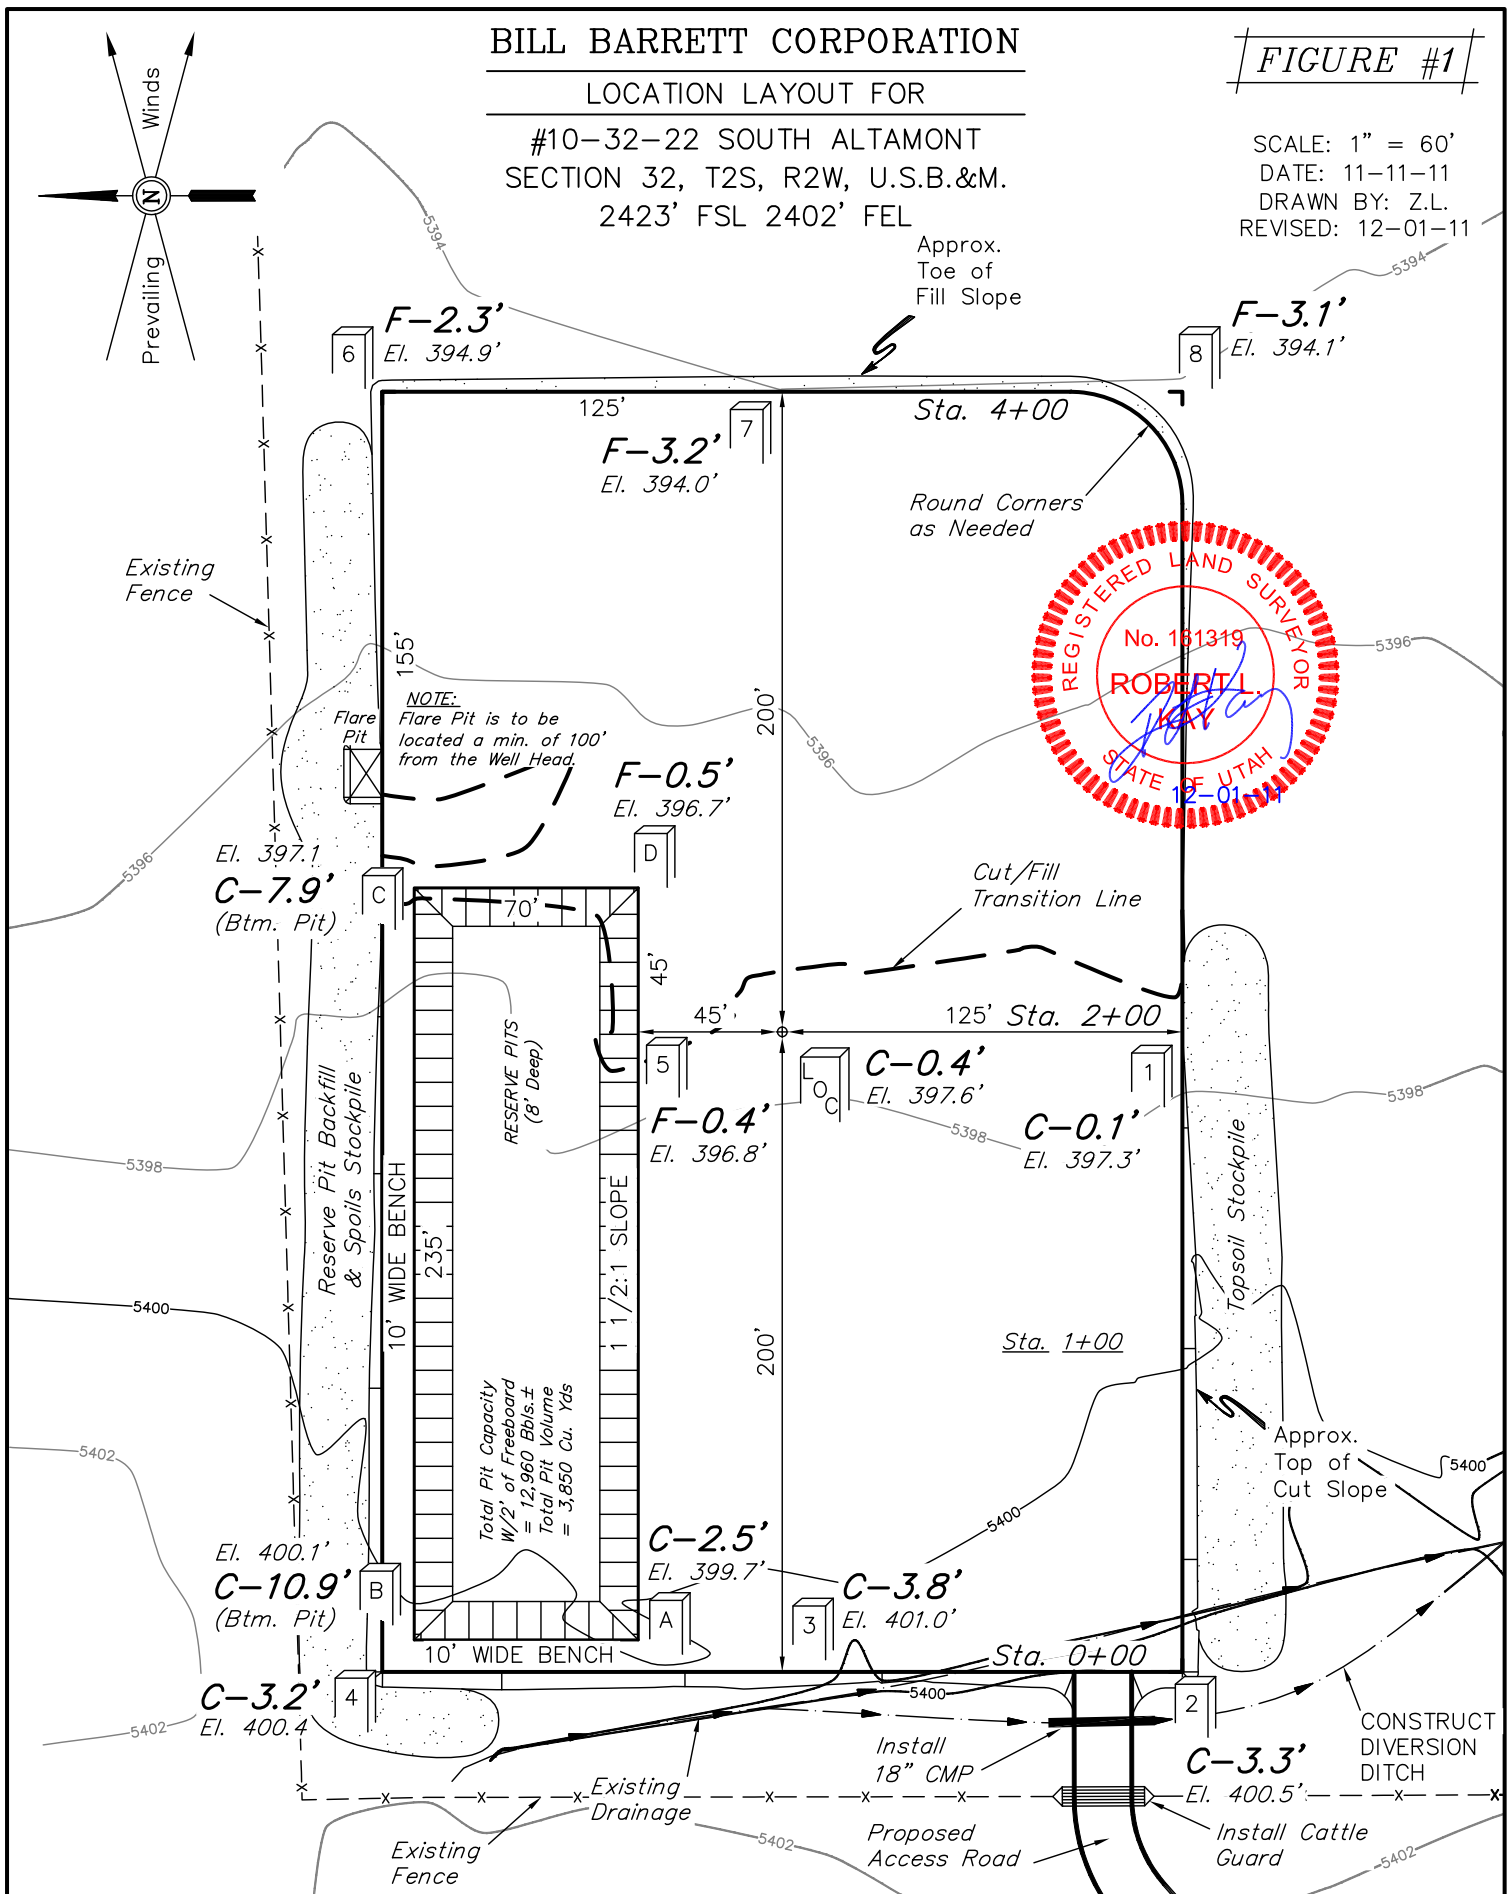 BILL BARRETT CORPORATION
LOCATION LAYOUT FOR
#10-32-22 SOUTH ALTAMONT
SECTION 32, T2S, R2W, U.S.B.&M.
2423' FSL 2402' FEL
FIGURE #1
SCALE: 1" = 60'
DATE: 11-11-11
DRAWN BY: Z.L.
REVISED: 12-01-11
Winds
N
Prevailing
5394
5394
Approx.
Toe of
Fill Slope
6
F-2.3'
El. 394.9'
8
F-3.1'
El. 394.1'
125'
7
Sta. 4+00
F-3.2'
El. 394.0'
Round Corners
as Needed
Existing
Fence
155'
200'
REGISTERED LAND SURVEYOR
No. 161319
ROBERT L.
KAY
STATE OF UTAH
12-01-11
5396
5396
5396
NOTE:
Flare Pit is to be
located a min. of 100'
from the Well Head.
Flare
Pit
F-0.5'
El. 396.7'
D
El. 397.1
C-7.9'
(Btm. Pit)
C
70'
45'
Cut/Fill
Transition Line
45'
125'
Sta. 2+00
RESERVE PITS
(8' Deep)
5
LOC
C-0.4'
El. 397.6'
1
F-0.4'
El. 396.8'
C-0.1'
El. 397.3'
5398
5398
5398
Reserve Pit Backfill
& Spoils Stockpile
10' WIDE BENCH
235'
1 1/2:1 SLOPE
Topsoil Stockpile
5400
200'
Sta. 1+00
Total Pit Capacity
W/2' of Freeboard
= 12,960 Bbls.±
Total Pit Volume
= 3,850 Cu. Yds
5402
Approx.
Top of
Cut Slope
5400
5400
El. 400.1'
C-10.9'
(Btm. Pit)
B
C-2.5'
El. 399.7'
A
C-3.8'
El. 401.0'
3
10' WIDE BENCH
Sta. 0+00
C-3.2'
El. 400.4
4
5400
2
5402
Install
18" CMP
C-3.3'
El. 400.5'
CONSTRUCT
DIVERSION
DITCH
Existing
Drainage
Existing
Fence
5402
Proposed
Access Road
Install Cattle
Guard
5402